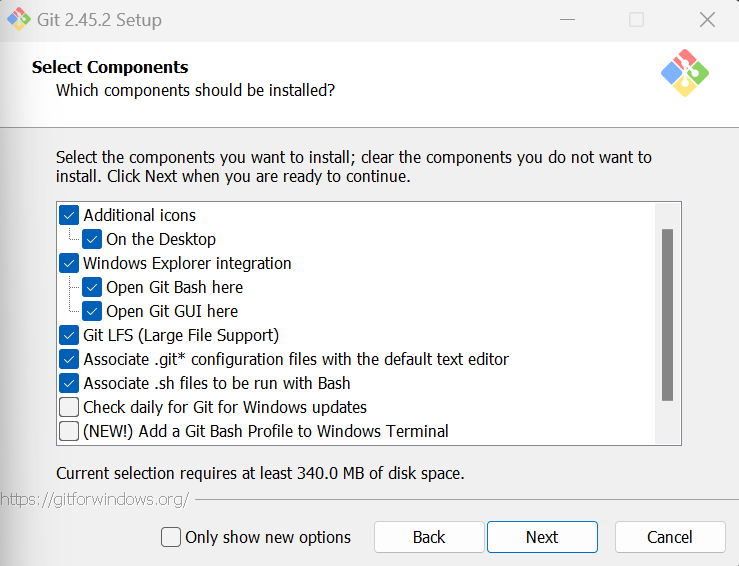 Git 2.45.2 Setup
Select Components
Which components should be installed?
Select the components you want to install; clear the components you do not want to
install. Click Next when you are ready to continue.
Additional icons
On the Desktop
Windows Explorer integration
Open Git Bash here
Open Git GUI here
Git LFS (Large File Support)
Associate .git* configuration files with the default text editor
Associate .sh files to be run with Bash
Check daily for Git for Windows updates
(NEW!) Add a Git Bash Profile to Windows Terminal
Current selection requires at least 340.0 MB of disk space.
https://gitforwindows.org/
Only show new options
Back
Next
Cancel